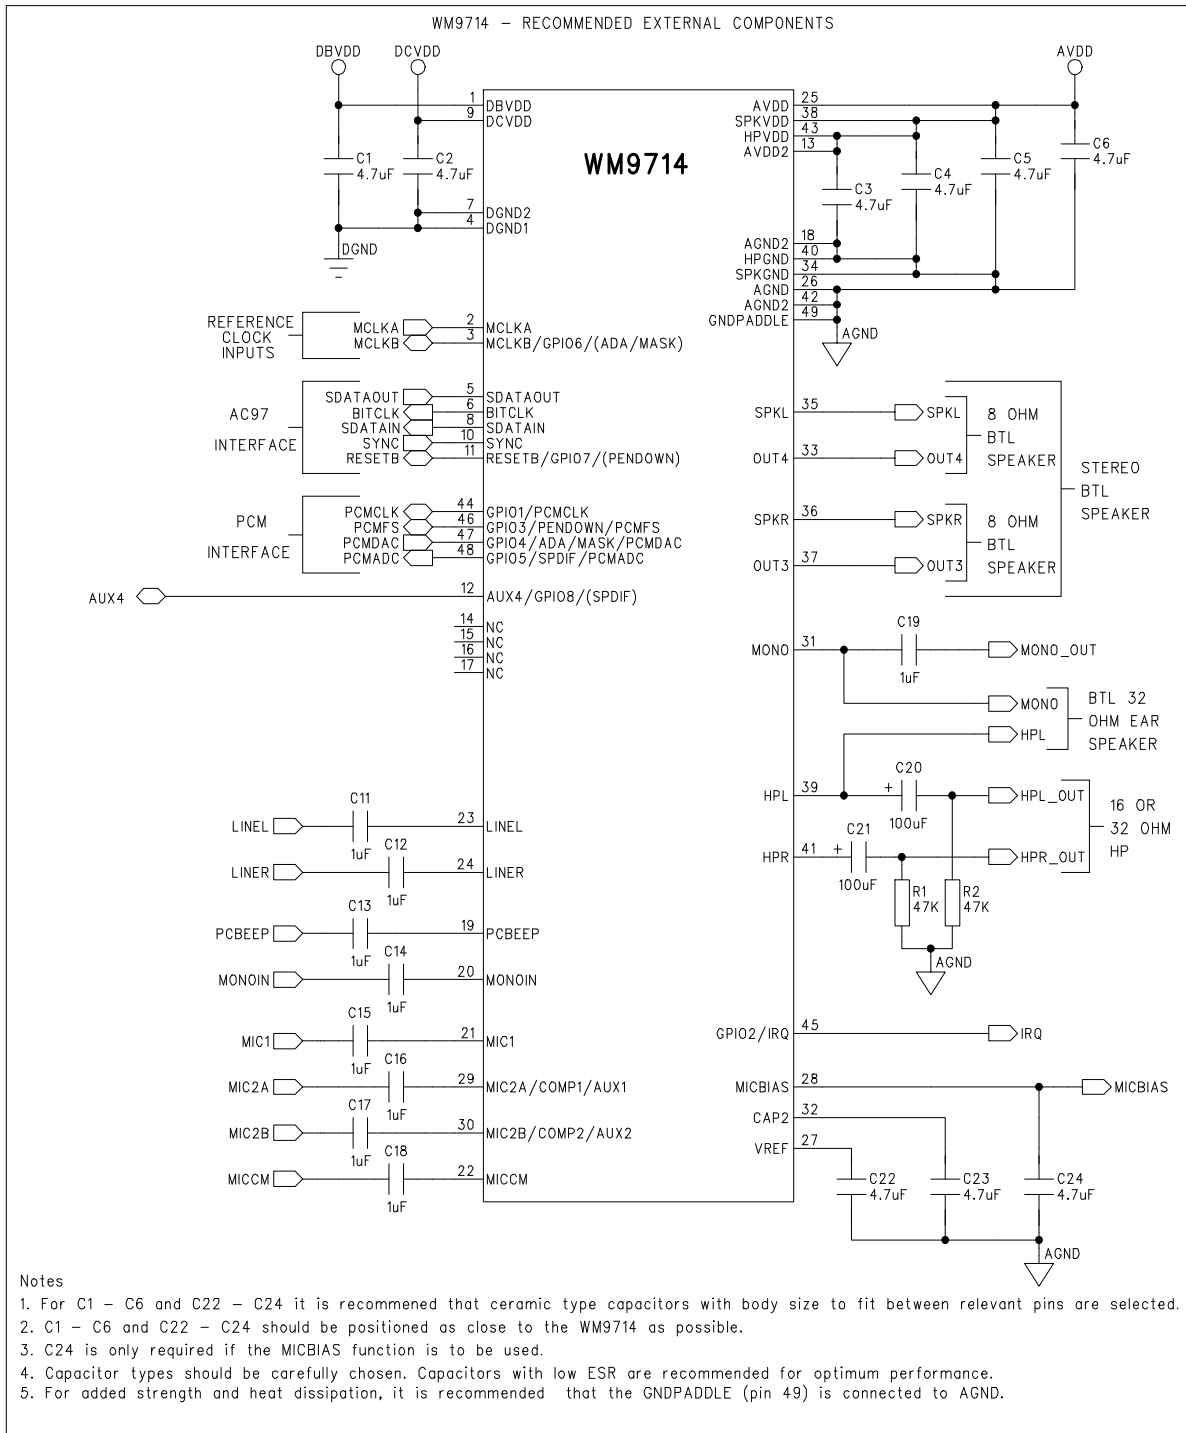 WM9714 – RECOMMENDED EXTERNAL COMPONENTS
DBVDD
DCVDD
AVDD
1
DBVDD
9
DCVDD
WM9714
25
AVDD
38
SPKVDD
43
HPVDD
13
AVDD2
C1
4.7uF
C2
4.7uF
C3
4.7uF
C4
4.7uF
C5
4.7uF
C6
4.7uF
7
DGND2
4
DGND1
DGND
18
AGND2
40
HPGND
34
SPKGND
26
AGND
42
AGND2
49
GNDPADDLE
AGND
REFERENCE
CLOCK
INPUTS
MCLKA
2
MCLKA
MCLKB
3
MCLKB/GPIO6/(ADA/MASK)
AC97
INTERFACE
SDATAOUT
5
SDATAOUT
BITCLK
6
BITCLK
SDATAIN
8
SDATAIN
SYNC
10
SYNC
RESETB
11
RESETB/GPIO7/(PENDOWN)
PCM
INTERFACE
PCMCLK
44
GPIO1/PCMCLK
PCMFS
46
GPIO3/PENDOWN/PCMFS
PCMDAC
47
GPIO4/ADA/MASK/PCMDAC
PCMADC
48
GPIO5/SPDIF/PCMADC
AUX4
12
AUX4/GPIO8/(SPDIF)
14
NC
15
NC
16
NC
17
NC
SPKL
35
SPKL
OUT4
33
OUT4
8 OHM
BTL
SPEAKER
SPKR
36
SPKR
OUT3
37
OUT3
8 OHM
BTL
SPEAKER
STEREO
BTL
SPEAKER
MONO
31
C19
1uF
MONO_OUT
MONO
HPL
BTL 32
OHM EAR
SPEAKER
HPL
39
+
C20
100uF
HPL_OUT
HPR
41
+
C21
100uF
HPR_OUT
16 OR
32 OHM
HP
R1
47K
R2
47K
AGND
LINEL
C11
1uF
23
LINEL
LINER
C12
1uF
24
LINER
PCBEEP
C13
1uF
19
PCBEEP
MONOIN
C14
1uF
20
MONOIN
MIC1
C15
1uF
21
MIC1
MIC2A
C16
1uF
29
MIC2A/COMP1/AUX1
MIC2B
C17
1uF
30
MIC2B/COMP2/AUX2
MICCM
C18
1uF
22
MICCM
GPIO2/IRQ
45
IRQ
MICBIAS
28
MICBIAS
CAP2
32
VREF
27
C22
4.7uF
C23
4.7uF
C24
4.7uF
AGND
Notes
1. For C1 – C6 and C22 – C24 it is recommened that ceramic type capacitors with body size to fit between relevant pins are selected.
2. C1 – C6 and C22 – C24 should be positioned as close to the WM9714 as possible.
3. C24 is only required if the MICBIAS function is to be used.
4. Capacitor types should be carefully chosen. Capacitors with low ESR are recommended for optimum performance.
5. For added strength and heat dissipation, it is recommended that the GNDPADDLE (pin 49) is connected to AGND.